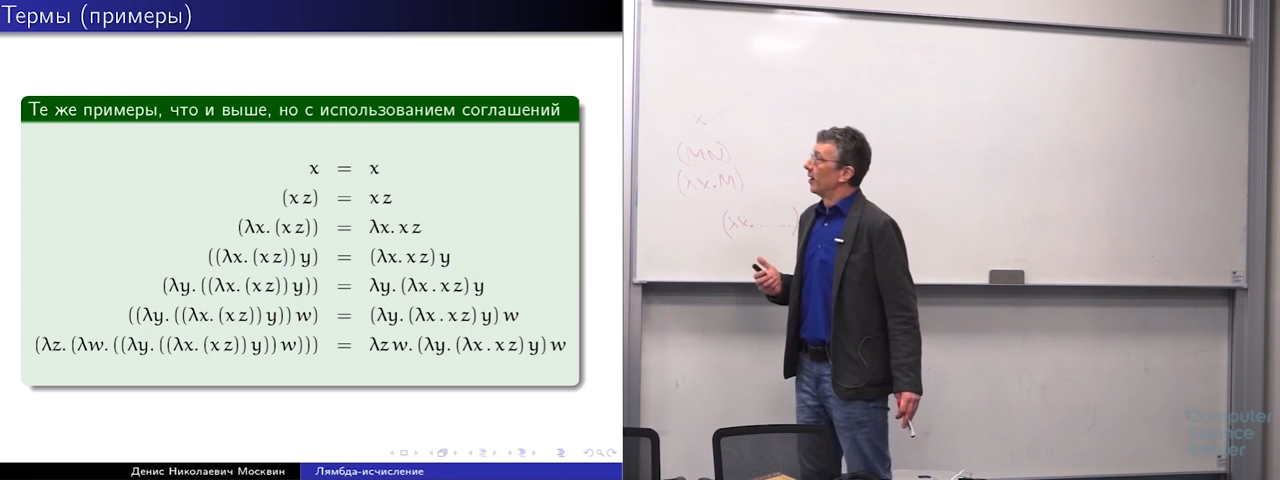 Термы (примеры)
Те же примеры, что и выше, но с использованием соглашений
x = x
(x z) = x z
(λx. (x z)) = λx. x z
((λx. (x z)) y) = (λx. x z) y
(λy. ((λx. (x z)) y)) = λy. (λx . x z) y
((λy. ((λx. (x z)) y)) w) = (λy. (λx . x z) y) w
(λz. (λw. ((λy. ((λx. (x z)) y)) w))) = λz w. (λy. (λx . x z) y) w
Денис Николаевич Москвин
Лямбда-исчисление
x
(MN)
(λx.M)
(λx. ... ...)
Computer
Science
Center